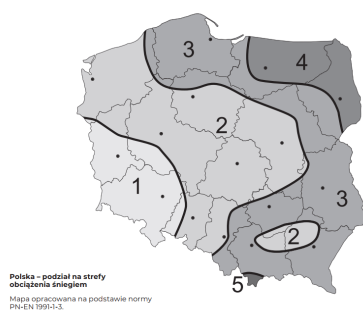 3
4
2
1
3
2
5
Polska – podział na strefy
obciążenia śniegiem
Mapa opracowana na podstawie normy
PN-EN 1991-1-3.